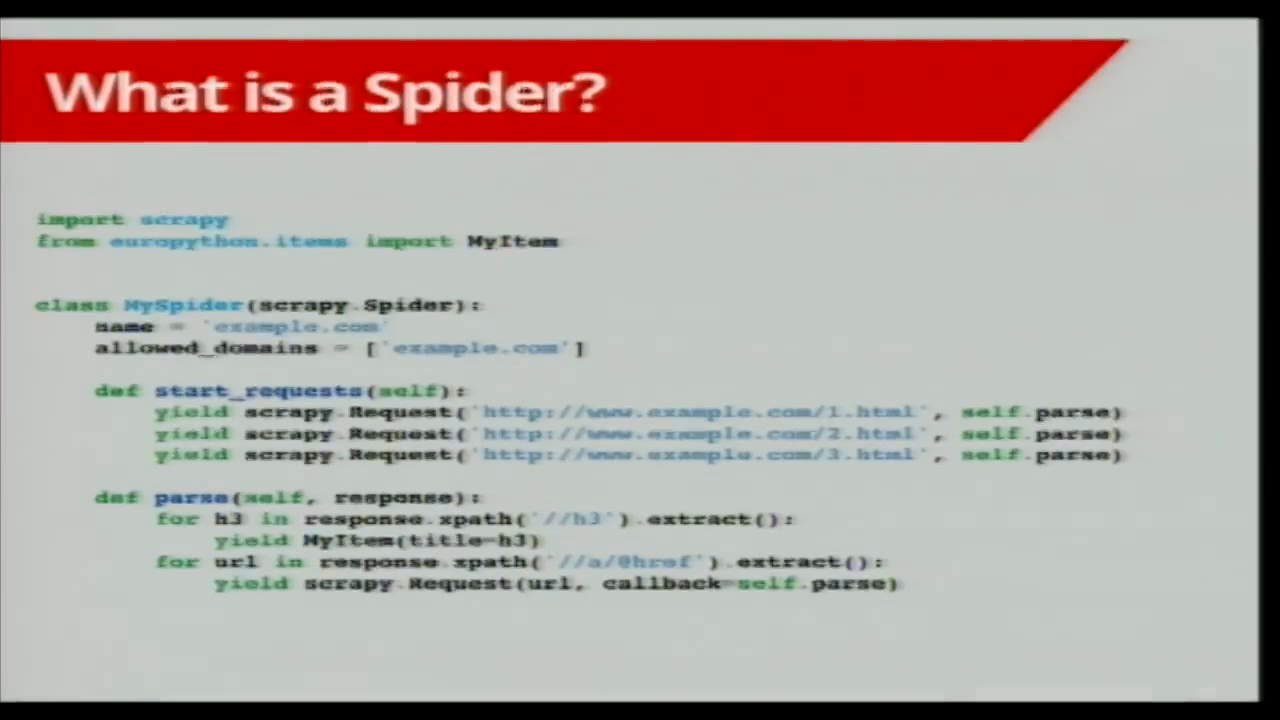 What is a Spider?
import scrapy
from europython.items import MyItem
class MySpider(scrapy.Spider):
name = 'example.com'
allowed_domains = ['example.com']
def start_requests(self):
yield scrapy.Request('http://www.example.com/1.html', self.parse)
yield scrapy.Request('http://www.example.com/2.html', self.parse)
yield scrapy.Request('http://www.example.com/3.html', self.parse)
def parse(self, response):
for h3 in response.xpath('//h3').extract():
yield MyItem(title=h3)
for url in response.xpath('//a/@href').extract():
yield scrapy.Request(url, callback=self.parse)